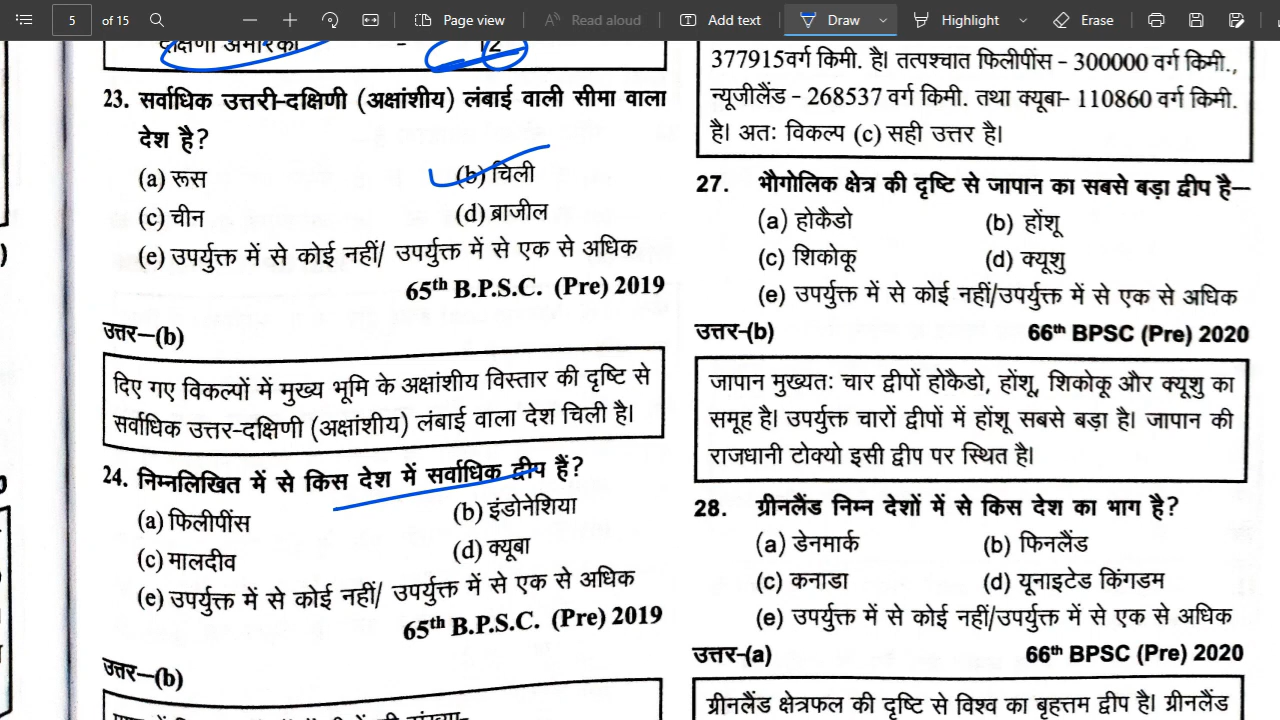 5
of 15
Page view
Read aloud
Add text
Draw
Highlight
Erase
दक्षिणी अमेरिका - 12
23. सर्वाधिक उत्तरी-दक्षिणी (अक्षांशीय) लंबाई वाली सीमा वाला
देश है?
(a) रूस (b) चिली
(c) चीन (d) ब्राजील
(e) उपर्युक्त में से कोई नहीं/ उपर्युक्त में से एक से अधिक
65th B.P.S.C. (Pre) 2019
उत्तर—(b)
दिए गए विकल्पों में मुख्य भूमि के अक्षांशीय विस्तार की दृष्टि से
सर्वाधिक उत्तर-दक्षिणी (अक्षांशीय) लंबाई वाला देश चिली है।
24. निम्नलिखित में से किस देश में सर्वाधिक द्वीप हैं?
(a) फिलीपींस (b) इंडोनेशिया
(c) मालदीव (d) क्यूबा
(e) उपर्युक्त में से कोई नहीं/ उपर्युक्त में से एक से अधिक
65th B.P.S.C. (Pre) 2019
उत्तर—(b)
377915वर्ग किमी. है। तत्पश्चात फिलीपींस - 300000 वर्ग किमी.,
न्यूजीलैंड - 268537 वर्ग किमी. तथा क्यूबा- 110860 वर्ग किमी.
है। अतः विकल्प (c) सही उत्तर है।
27. भौगोलिक क्षेत्र की दृष्टि से जापान का सबसे बड़ा द्वीप है—
(a) होकैडो (b) होंशू
(c) शिकोकू (d) क्यूशु
(e) उपर्युक्त में से कोई नहीं/उपर्युक्त में से एक से अधिक
उत्तर-(b) 66th BPSC (Pre) 2020
जापान मुख्यतः चार द्वीपों होकैडो, होंशू, शिकोकू और क्यूशु का
समूह है। उपर्युक्त चारों द्वीपों में होंशू सबसे बड़ा है। जापान की
राजधानी टोक्यो इसी द्वीप पर स्थित है।
28. ग्रीनलैंड निम्न देशों में से किस देश का भाग है?
(a) डेनमार्क (b) फिनलैंड
(c) कनाडा (d) यूनाइटेड किंगडम
(e) उपर्युक्त में से कोई नहीं/उपर्युक्त में से एक से अधिक
उत्तर-(a) 66th BPSC (Pre) 2020
ग्रीनलैंड क्षेत्रफल की दृष्टि से विश्व का बृहत्तम द्वीप है। ग्रीनलैंड